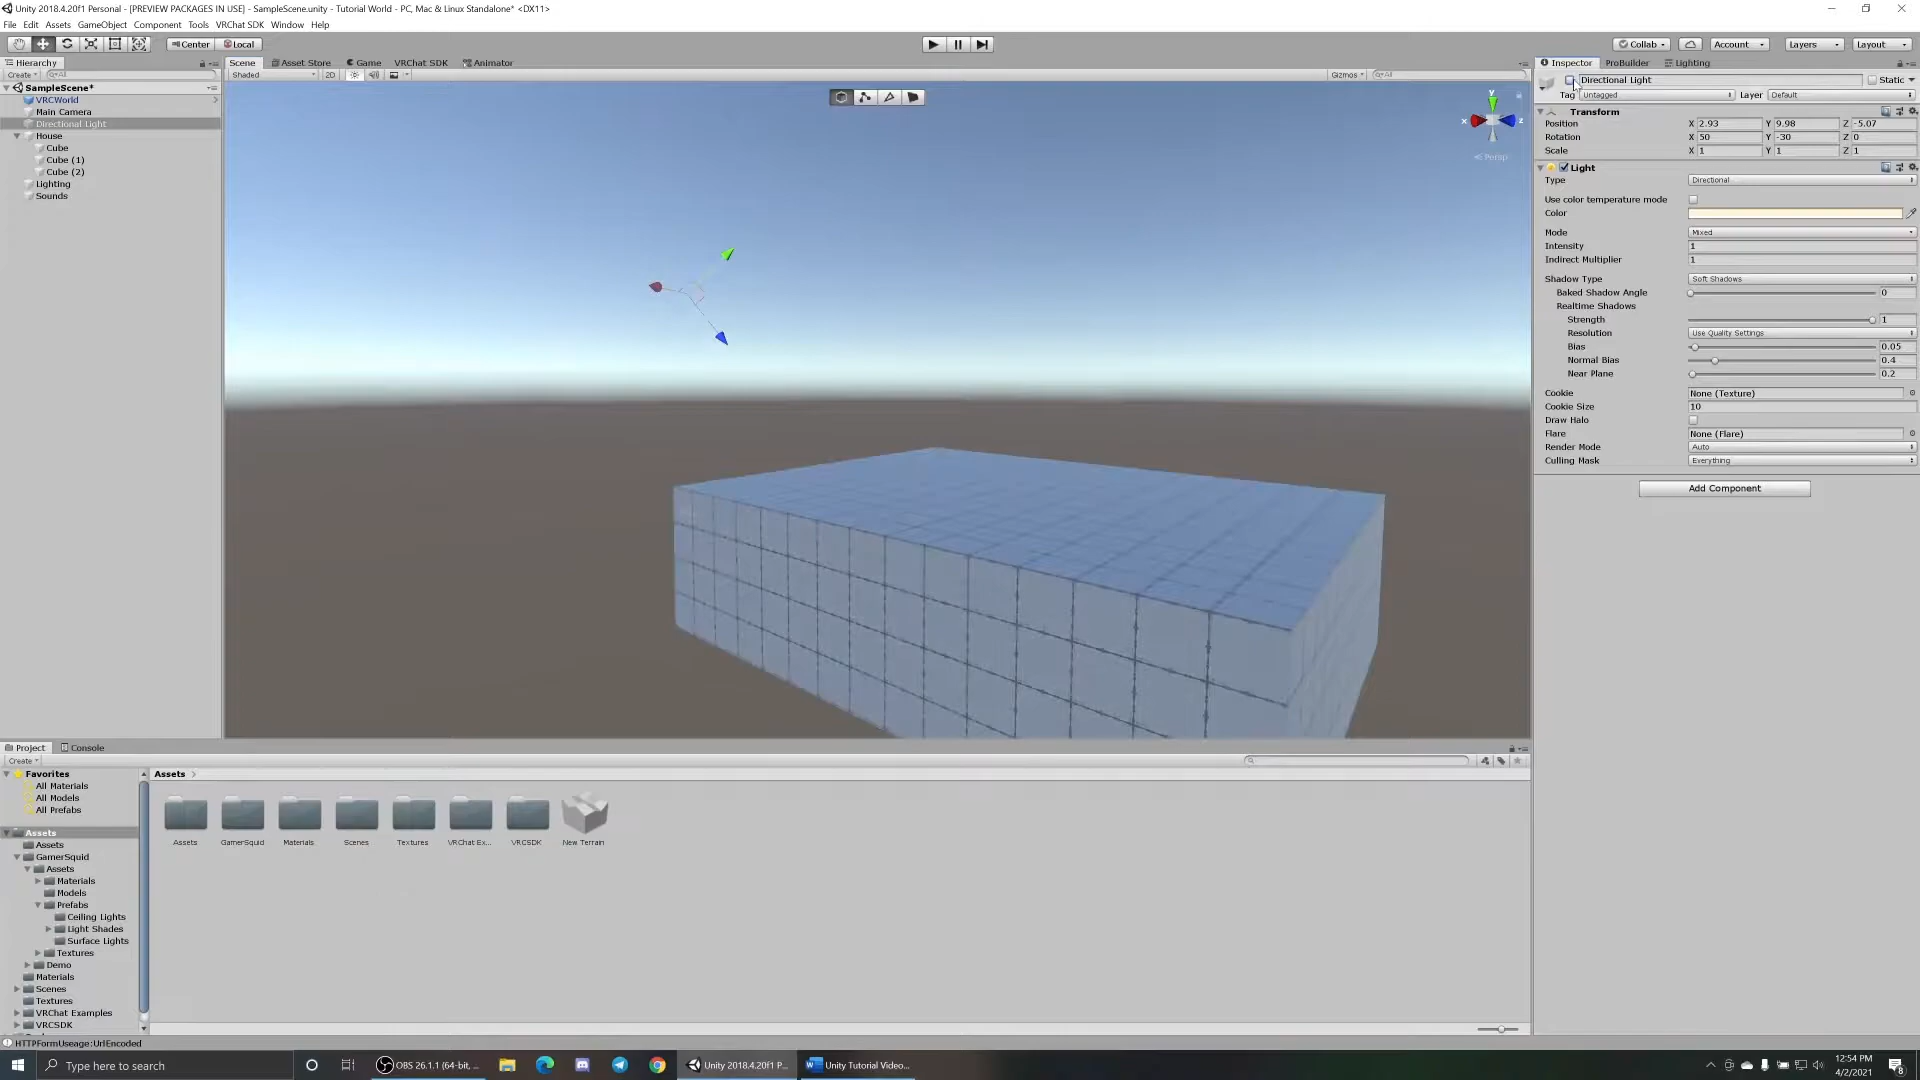 Unity 2018.4.20f1 Personal - [PREVIEW PACKAGES IN USE] - SampleScene.unity - Tutorial World - PC, Mac & Linux Standalone* <DX11>
File Edit Assets GameObject Component Tools VRChat SDK Window Help
Center Local Collab Account Layers Layout
Hierarchy Scene Asset Store Game VRChat SDK Animator Inspector ProBuilder Lighting
Create All Shaded 2D Gizmos All
SampleScene*
VRCWorld
Main Camera
Directional Light
House
Cube
Cube (1)
Cube (2)
Lighting
Sounds
y
x z
Persp
Directional Light Static
Tag Untagged Layer Default
Transform
Position X 2.93 Y 9.98 Z -5.07
Rotation X 50 Y -30 Z 0
Scale X 1 Y 1 Z 1
Light
Type Directional
Use color temperature mode
Color
Mode Mixed
Intensity 1
Indirect Multiplier 1
Shadow Type Soft Shadows
Baked Shadow Angle 0
Realtime Shadows
Strength 1
Resolution Use Quality Settings
Bias 0.05
Normal Bias 0.4
Near Plane 0.2
Cookie None (Texture)
Cookie Size 10
Draw Halo
Flare None (Flare)
Render Mode Auto
Culling Mask Everything
Add Component
Project Console
Create
Favorites
All Materials
All Models
All Prefabs
Assets
Assets
GamerSquid
Assets
Materials
Models
Prefabs
Ceiling Lights
Light Shades
Surface Lights
Textures
Demo
Materials
Scenes
Textures
VRChat Examples
VRCSDK
Assets
Assets GamerSquid Materials Scenes Textures VRChat Ex... VRCSDK New Terrain
HTTPFormUseage:UrlEncoded
Type here to search
OBS 26.1.1 (64-bit, ...
Unity 2018.4.20f1 P...
Unity Tutorial Video...
12:54 PM
4/2/2021
8